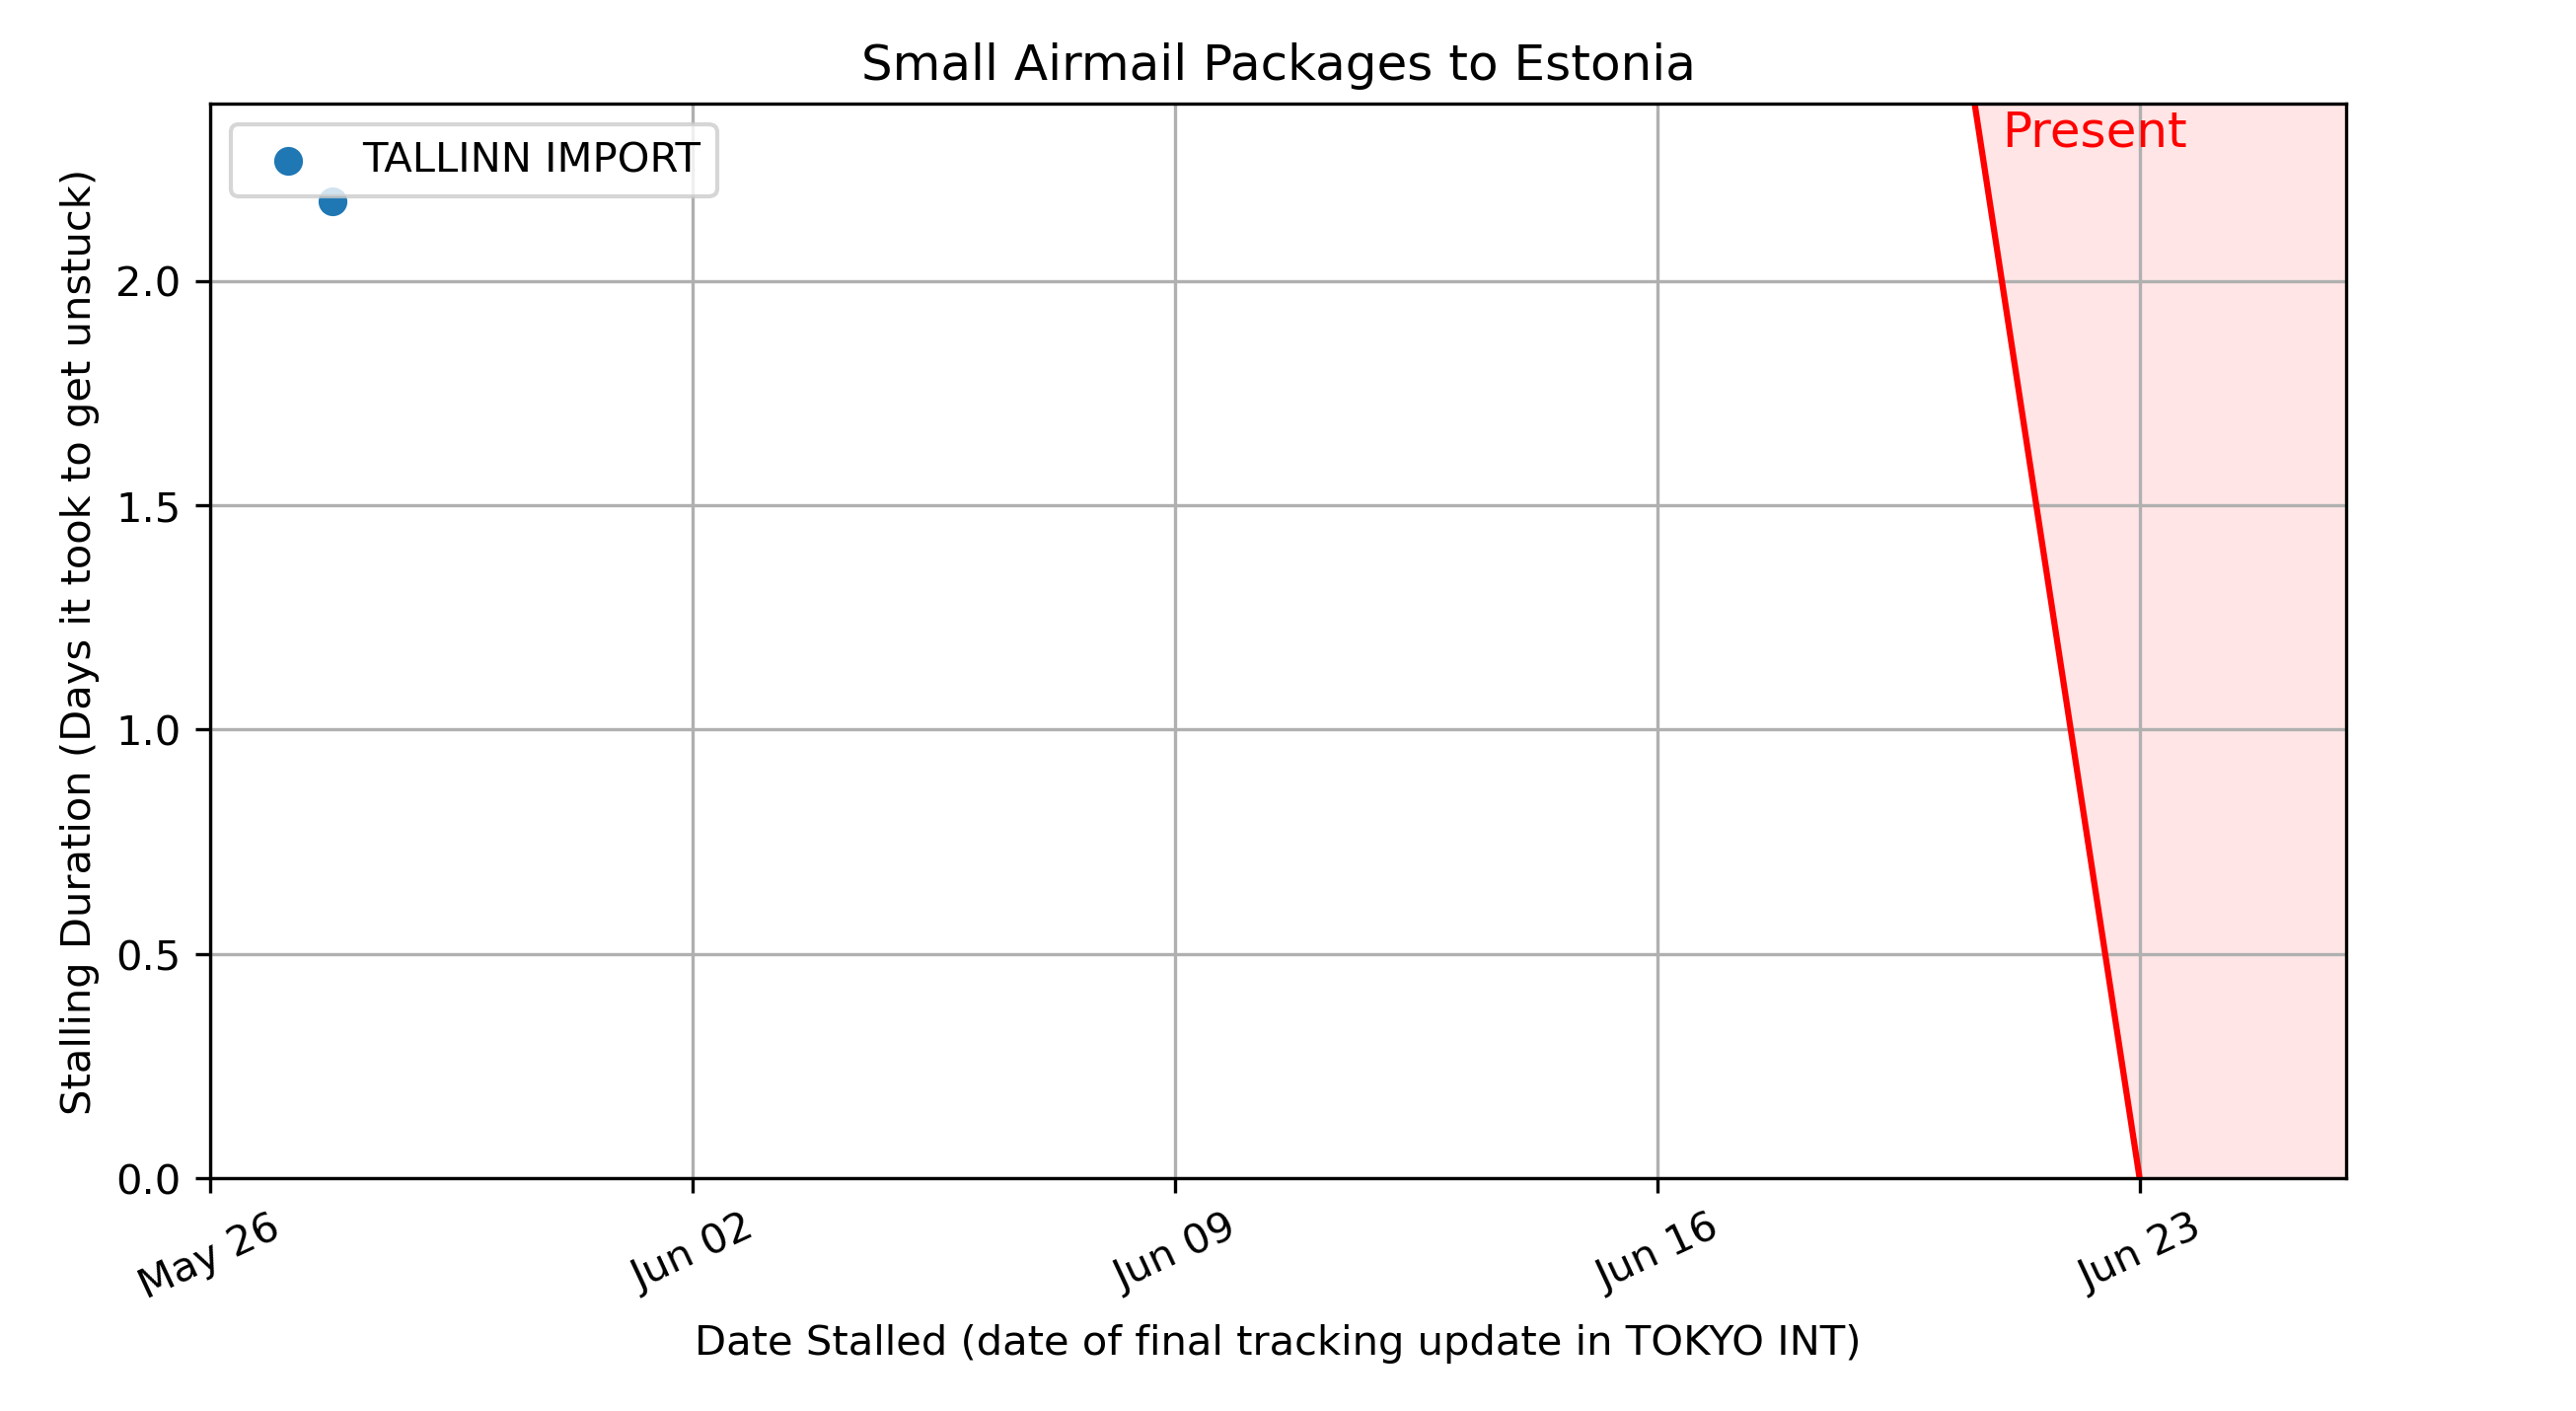 Small Airmail Packages to Estonia
TALLINN IMPORT
Present
Stalling Duration (Days it took to get unstuck)
2.0
1.5
1.0
0.5
0.0
May 26
Jun 02
Jun 09
Jun 16
Jun 23
Date Stalled (date of final tracking update in TOKYO INT)